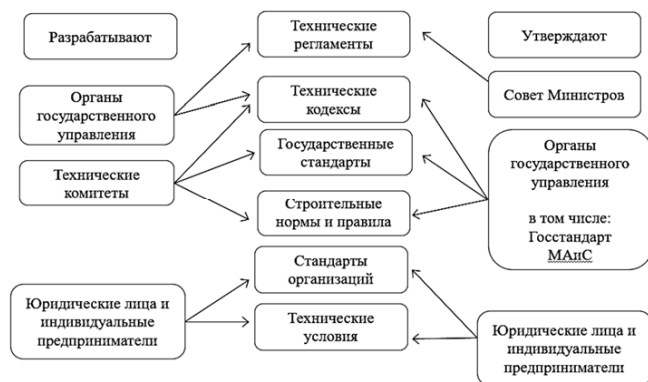 Разрабатывают
Технические
регламенты
Утверждают
Органы
государственного
управления
Технические
кодексы
Совет Министров
Технические
комитеты
Государственные
стандарты
Строительные
нормы и правила
Органы
государственного
управления
в том числе:
Госстандарт
МАиС
Стандарты
организаций
Юридические лица и
индивидуальные
предприниматели
Технические
условия
Юридические лица и
индивидуальные
предприниматели